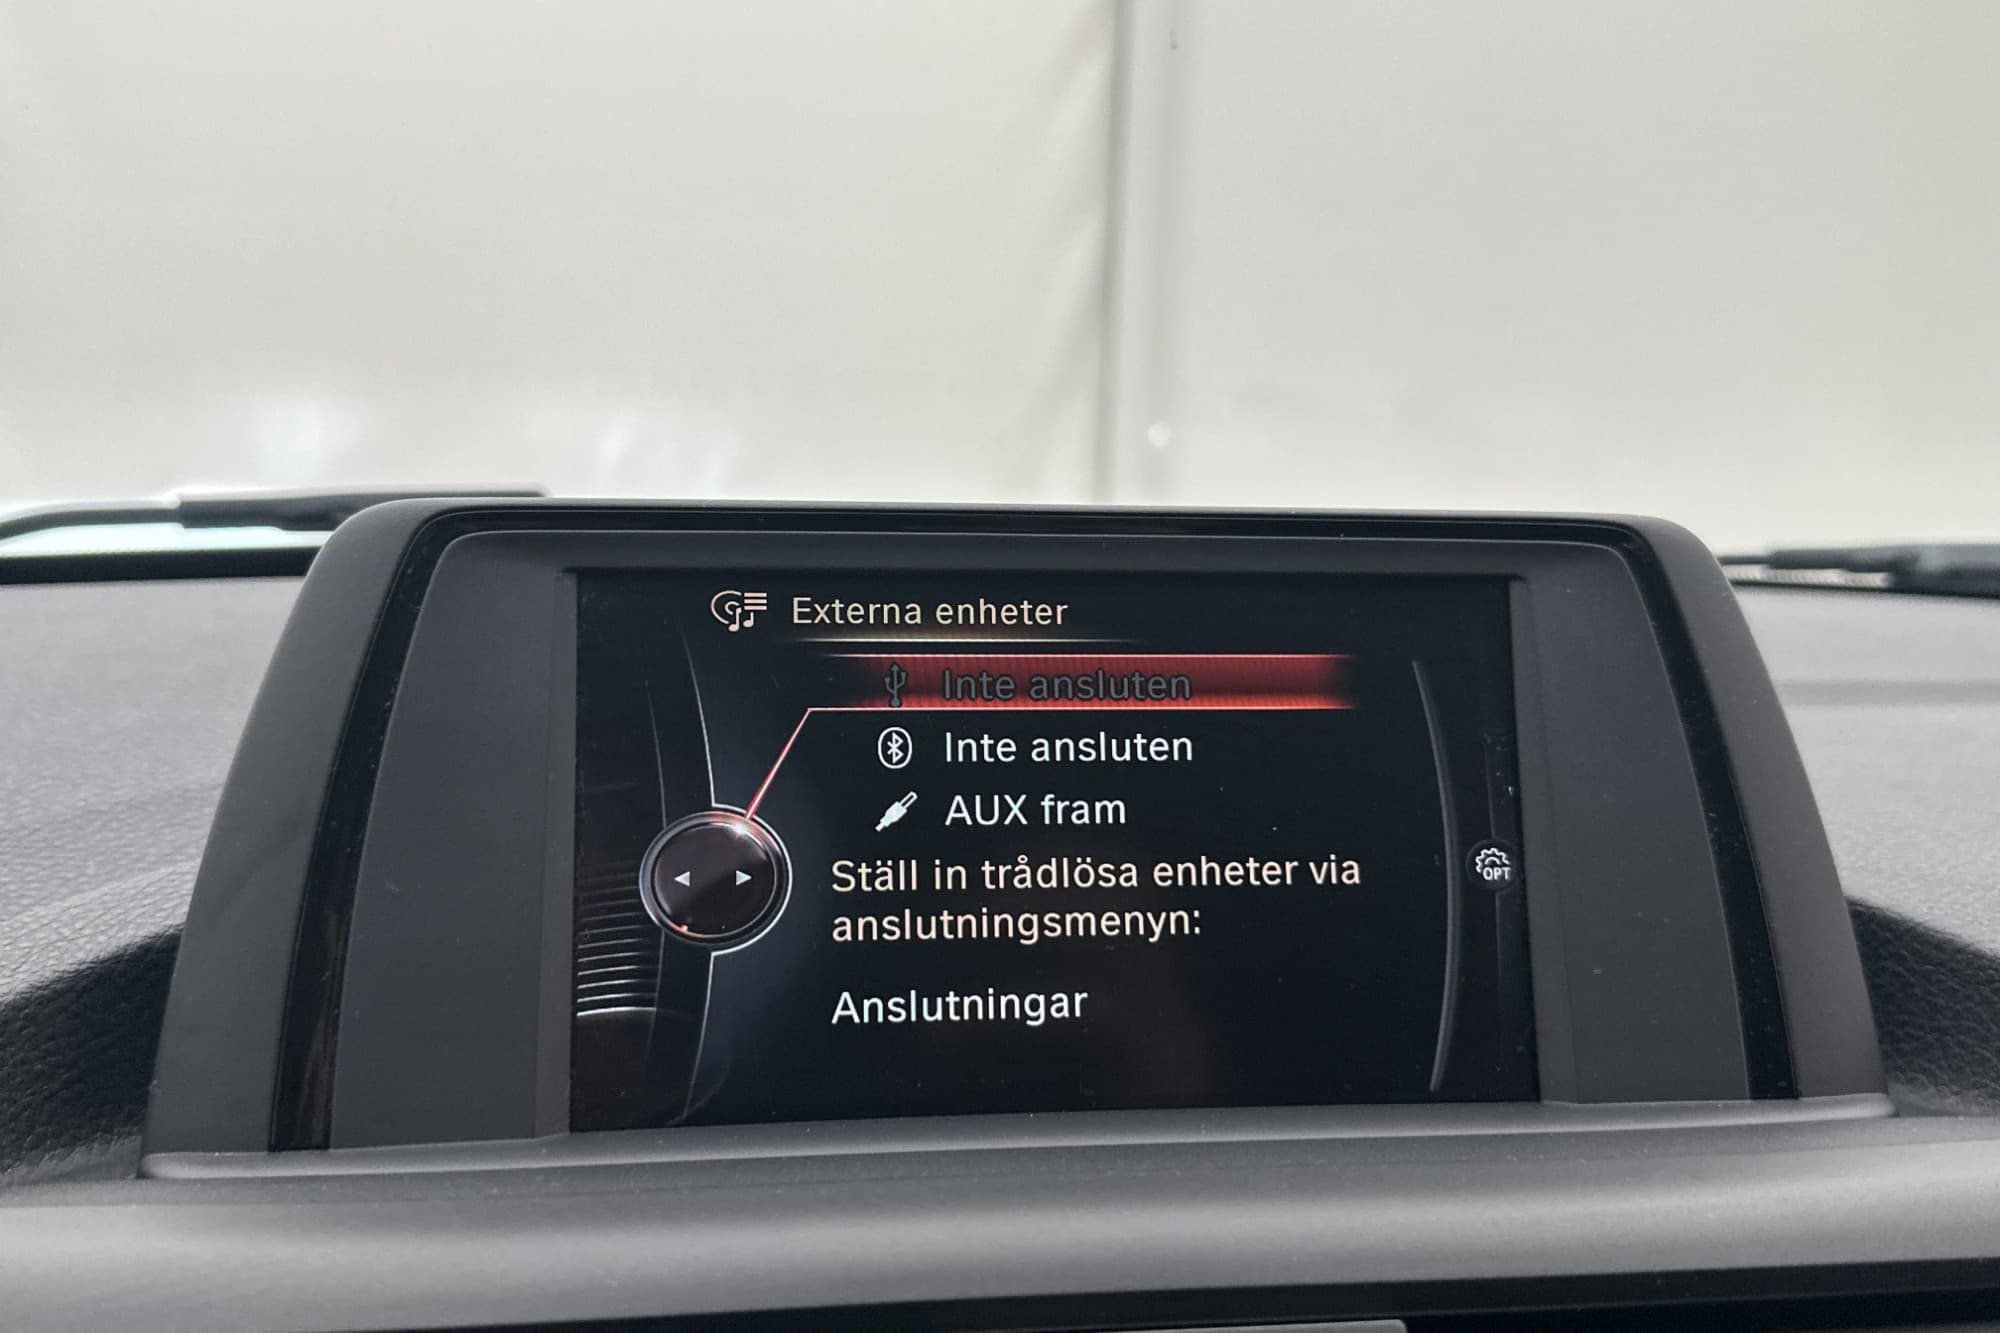 Externa enheter
Inte ansluten
Inte ansluten
AUX fram
Ställ in trådlösa enheter via
anslutningsmenyn:
OPT
Anslutningar